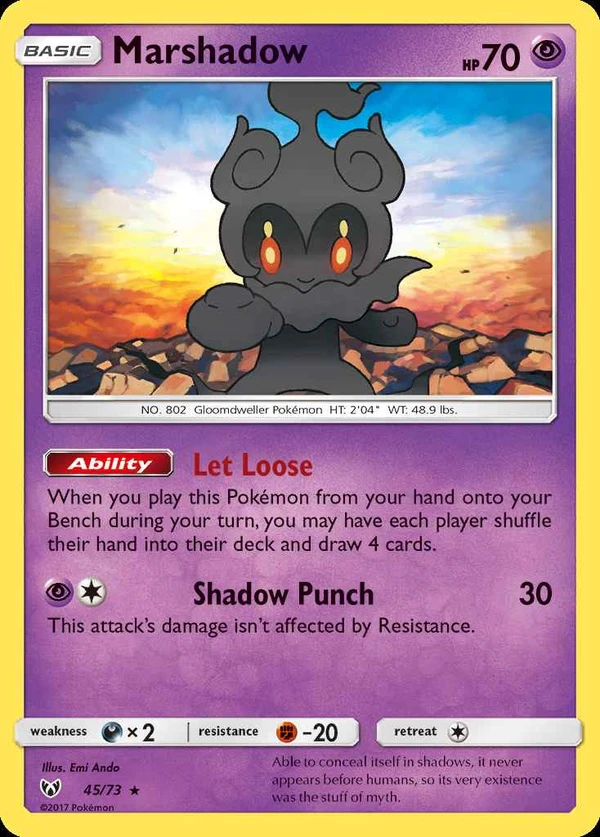 BASIC Marshadow HP 70
NO. 802 Gloomdweller Pokémon HT: 2'04" WT: 48.9 lbs.
Ability Let Loose
When you play this Pokémon from your hand onto your
Bench during your turn, you may have each player shuffle
their hand into their deck and draw 4 cards.
Shadow Punch 30
This attack's damage isn't affected by Resistance.
weakness ×2 resistance -20 retreat
Illus. Emi Ando
45/73 ★
©2017 Pokémon
Able to conceal itself in shadows, it never
appears before humans, so its very existence
was the stuff of myth.